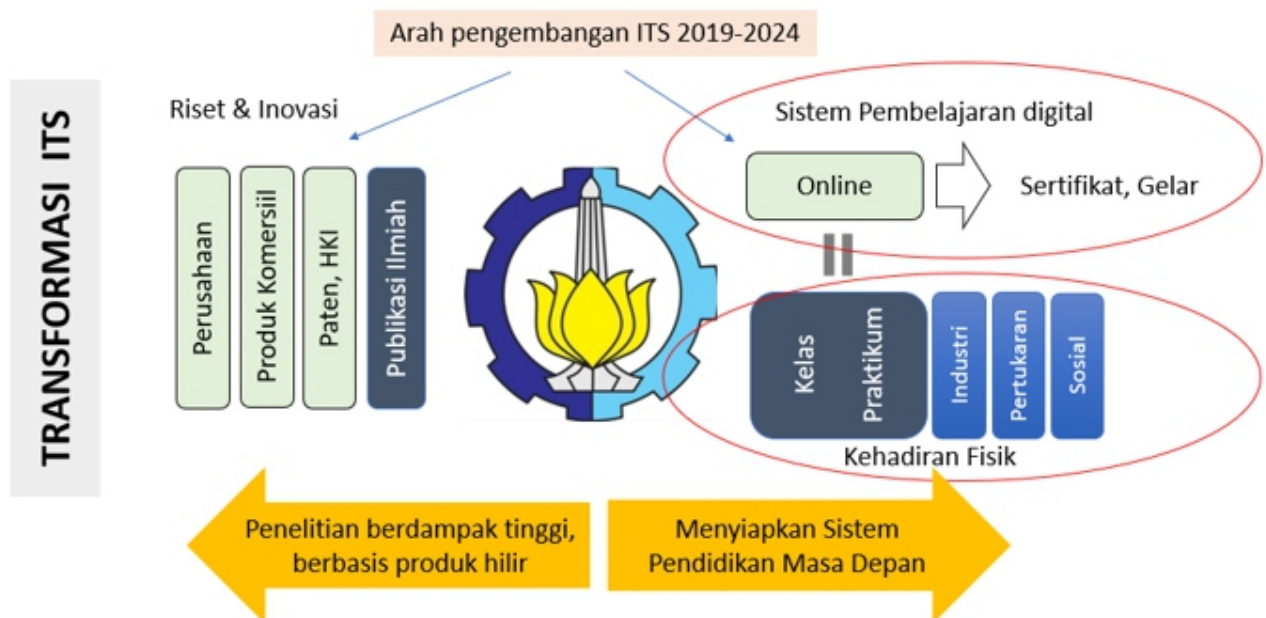 Arah pengembangan ITS 2019-2024
TRANSFORMASI ITS
Riset & Inovasi
Perusahaan
Produk Komersiil
Paten, HKI
Publikasi Ilmiah
Sistem Pembelajaran digital
Online
Sertifikat, Gelar
Kelas
Praktikum
Industri
Pertukaran
Sosial
Kehadiran Fisik
Penelitian berdampak tinggi,
berbasis produk hilir
Menyiapkan Sistem
Pendidikan Masa Depan